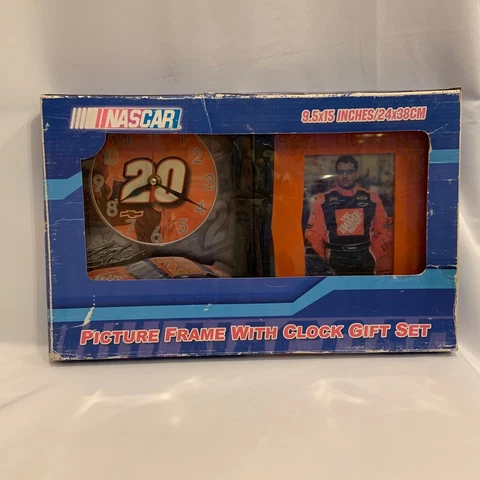 NASCAR
9.5x15 INCHES/24x38CM
20
PICTURE FRAME WITH CLOCK GIFT SET